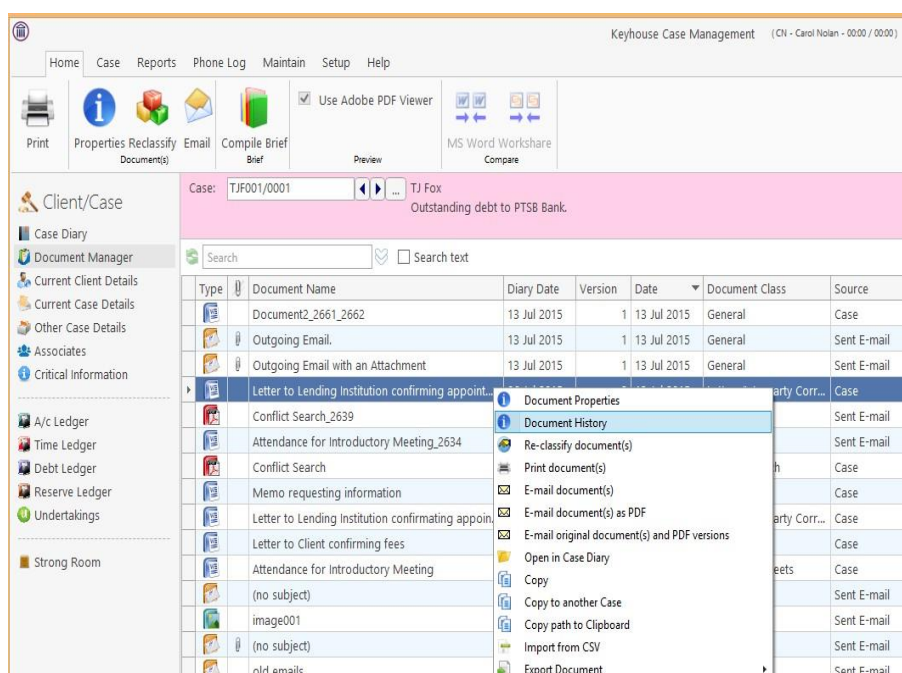 Keyhouse Case Management (CN - Carol Nolan - 00:00 / 00:00)
Home Case Reports Phone Log Maintain Setup Help
Use Adobe PDF Viewer
Print Properties Reclassify Email Compile Brief MS Word Workshare
Document(s) Brief Preview Compare
Client/Case
Case Diary
Document Manager
Current Client Details
Current Case Details
Other Case Details
Associates
Critical Information
A/c Ledger
Time Ledger
Debt Ledger
Reserve Ledger
Undertakings
Strong Room
Case: TJF001/0001 ... TJ Fox
Outstanding debt to PTSB Bank.
Search Search text
Type Document Name Diary Date Version Date Document Class Source
Document2_2661_2662 13 Jul 2015 1 13 Jul 2015 General Case
Outgoing Email. 13 Jul 2015 1 13 Jul 2015 General Sent E-mail
Outgoing Email with an Attachment 13 Jul 2015 1 13 Jul 2015 General Sent E-mail
Letter to Lending Institution confirming appoint... arty Corr... Case
Conflict Search_2639 Sent E-mail
Attendance for Introductory Meeting_2634 Sent E-mail
Conflict Search h Case
Memo requesting information Case
Letter to Lending Institution confirmating appoin. arty Corr... Case
Letter to Client confirming fees Case
Attendance for Introductory Meeting eets Case
(no subject) Sent E-mail
image001 Sent E-mail
(no subject) Sent E-mail
old emails Sent E-mail
Document Properties
Document History
Re-classify document(s)
Print document(s)
E-mail document(s)
E-mail document(s) as PDF
E-mail original document(s) and PDF versions
Open in Case Diary
Copy
Copy to another Case
Copy path to Clipboard
Import from CSV
Export Document